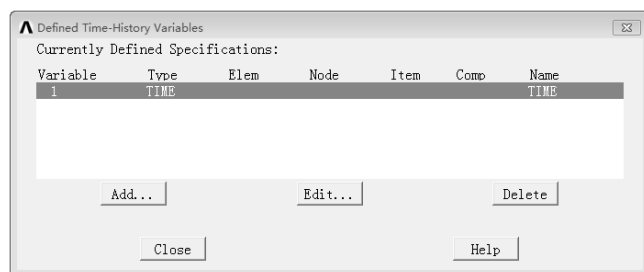 Defined Time-History Variables
Currently Defined Specifications:
Variable Type Elem Node Item Comp Name
1 TIME TIME
Add... Edit... Delete
Close Help